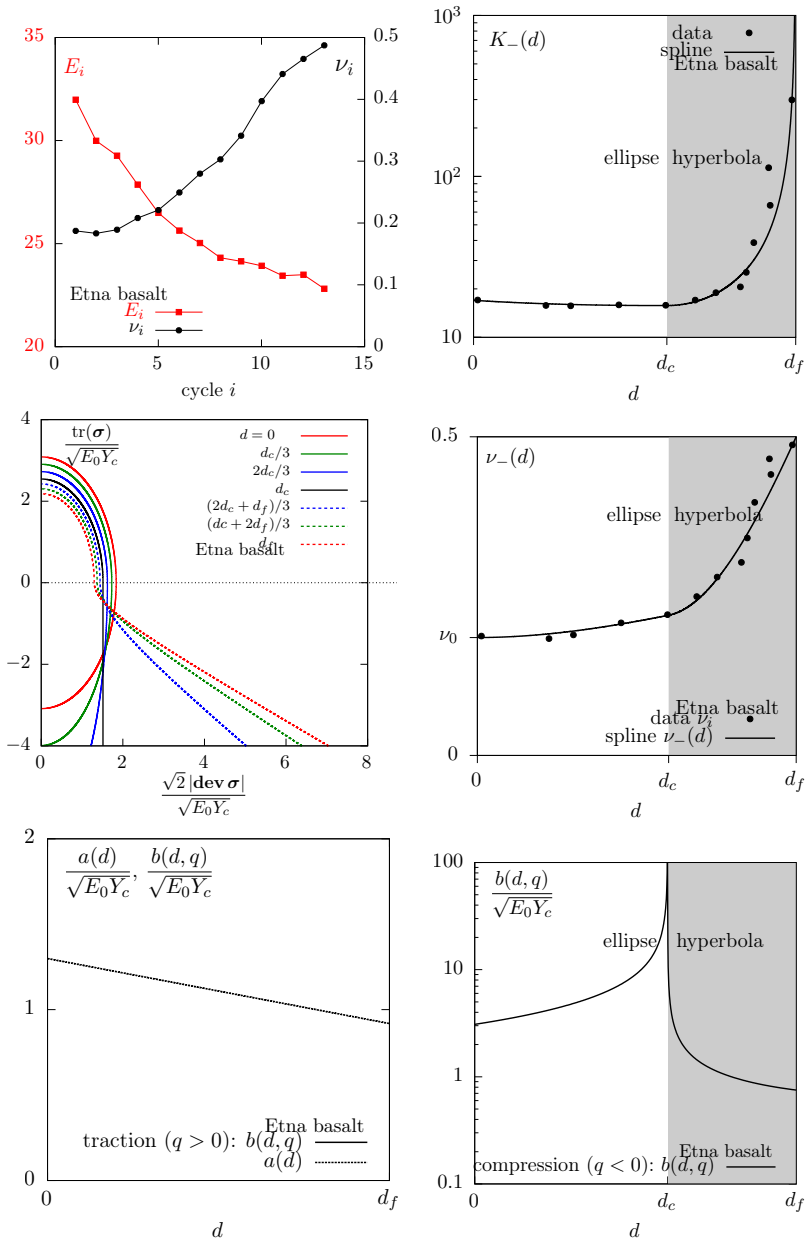 35
30
25
20
E_i
ν_i
0.5
0.4
0.3
0.2
0.1
0
Etna basalt
E_i
ν_i
0 5 10 15
cycle i
10^3
10^2
10
K_−(d)
data
spline
Etna basalt
ellipse hyperbola
0 d_c d_f
d
4
2
0
−2
−4
tr(σ)
√E_0Y_c
d = 0
d_c/3
2d_c/3
d_c
(2d_c + d_f)/3
(dc + 2d_f)/3
d_f
Etna basalt
0 2 4 6 8
√2 |dev σ|
√E_0Y_c
0.5
ν_0
0
ν_−(d)
ellipse hyperbola
Etna basalt
data ν_i
spline ν_−(d)
0 d_c d_f
d
2
1
0
a(d) , b(d, q)
√E_0Y_c √E_0Y_c
Etna basalt
traction (q > 0): b(d, q)
a(d)
0 d_f
d
100
10
1
0.1
b(d, q)
√E_0Y_c
ellipse hyperbola
Etna basalt
compression (q < 0): b(d, q)
0 d_c d_f
d